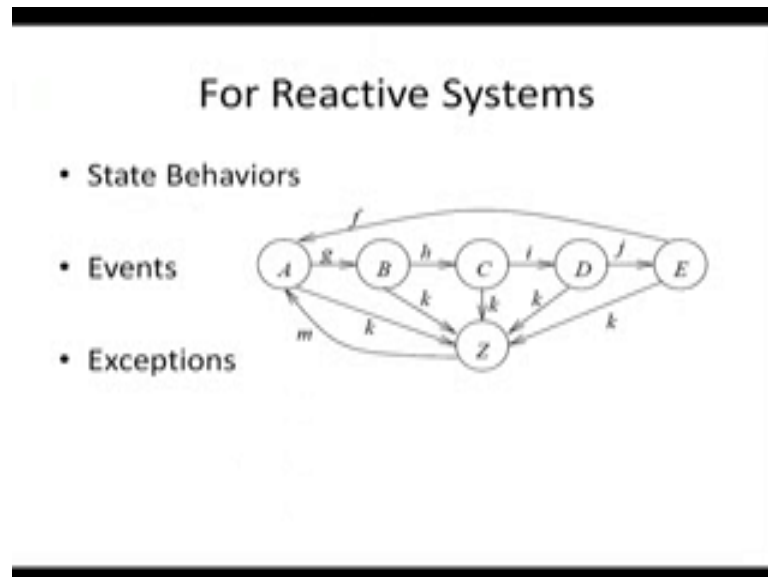 For Reactive Systems
• State Behaviors
f
A g B h C i D j E
• Events
k k k
m k k
Z
• Exceptions